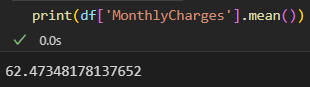 print(df['MonthlyCharges'].mean())
0.0s
62.47348178137652